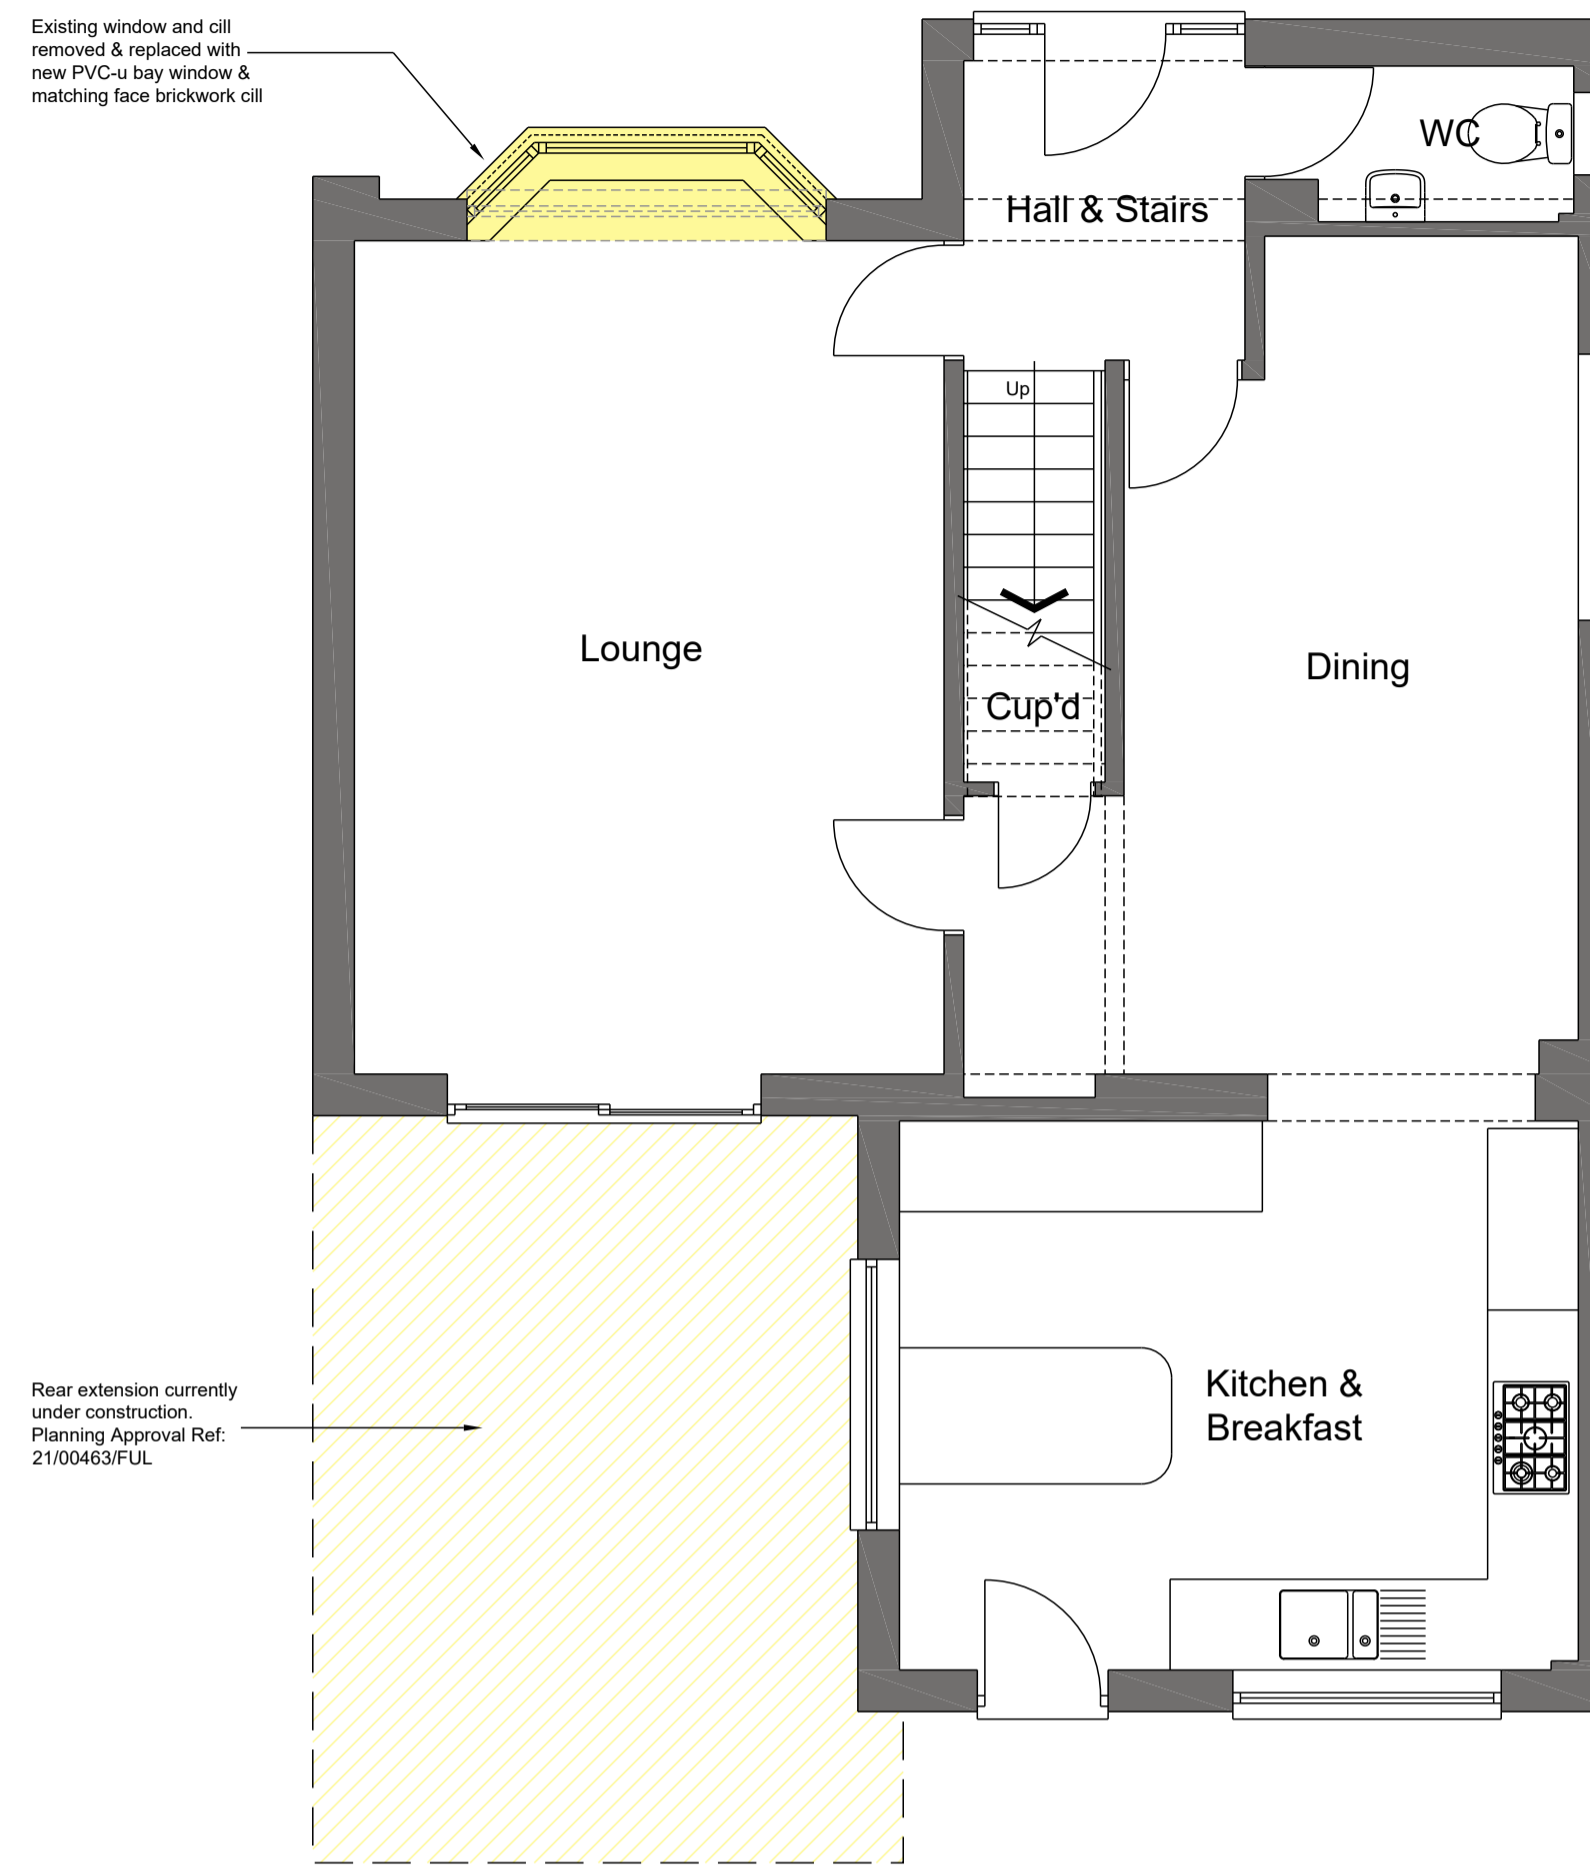 Existing window and cill
removed & replaced with
new PVC-u bay window &
matching face brickwork cill
WC
Hall & Stairs
Up
Lounge
Dining
Cup'd
Kitchen &
Breakfast
Rear extension currently
under construction.
Planning Approval Ref:
21/00463/FUL